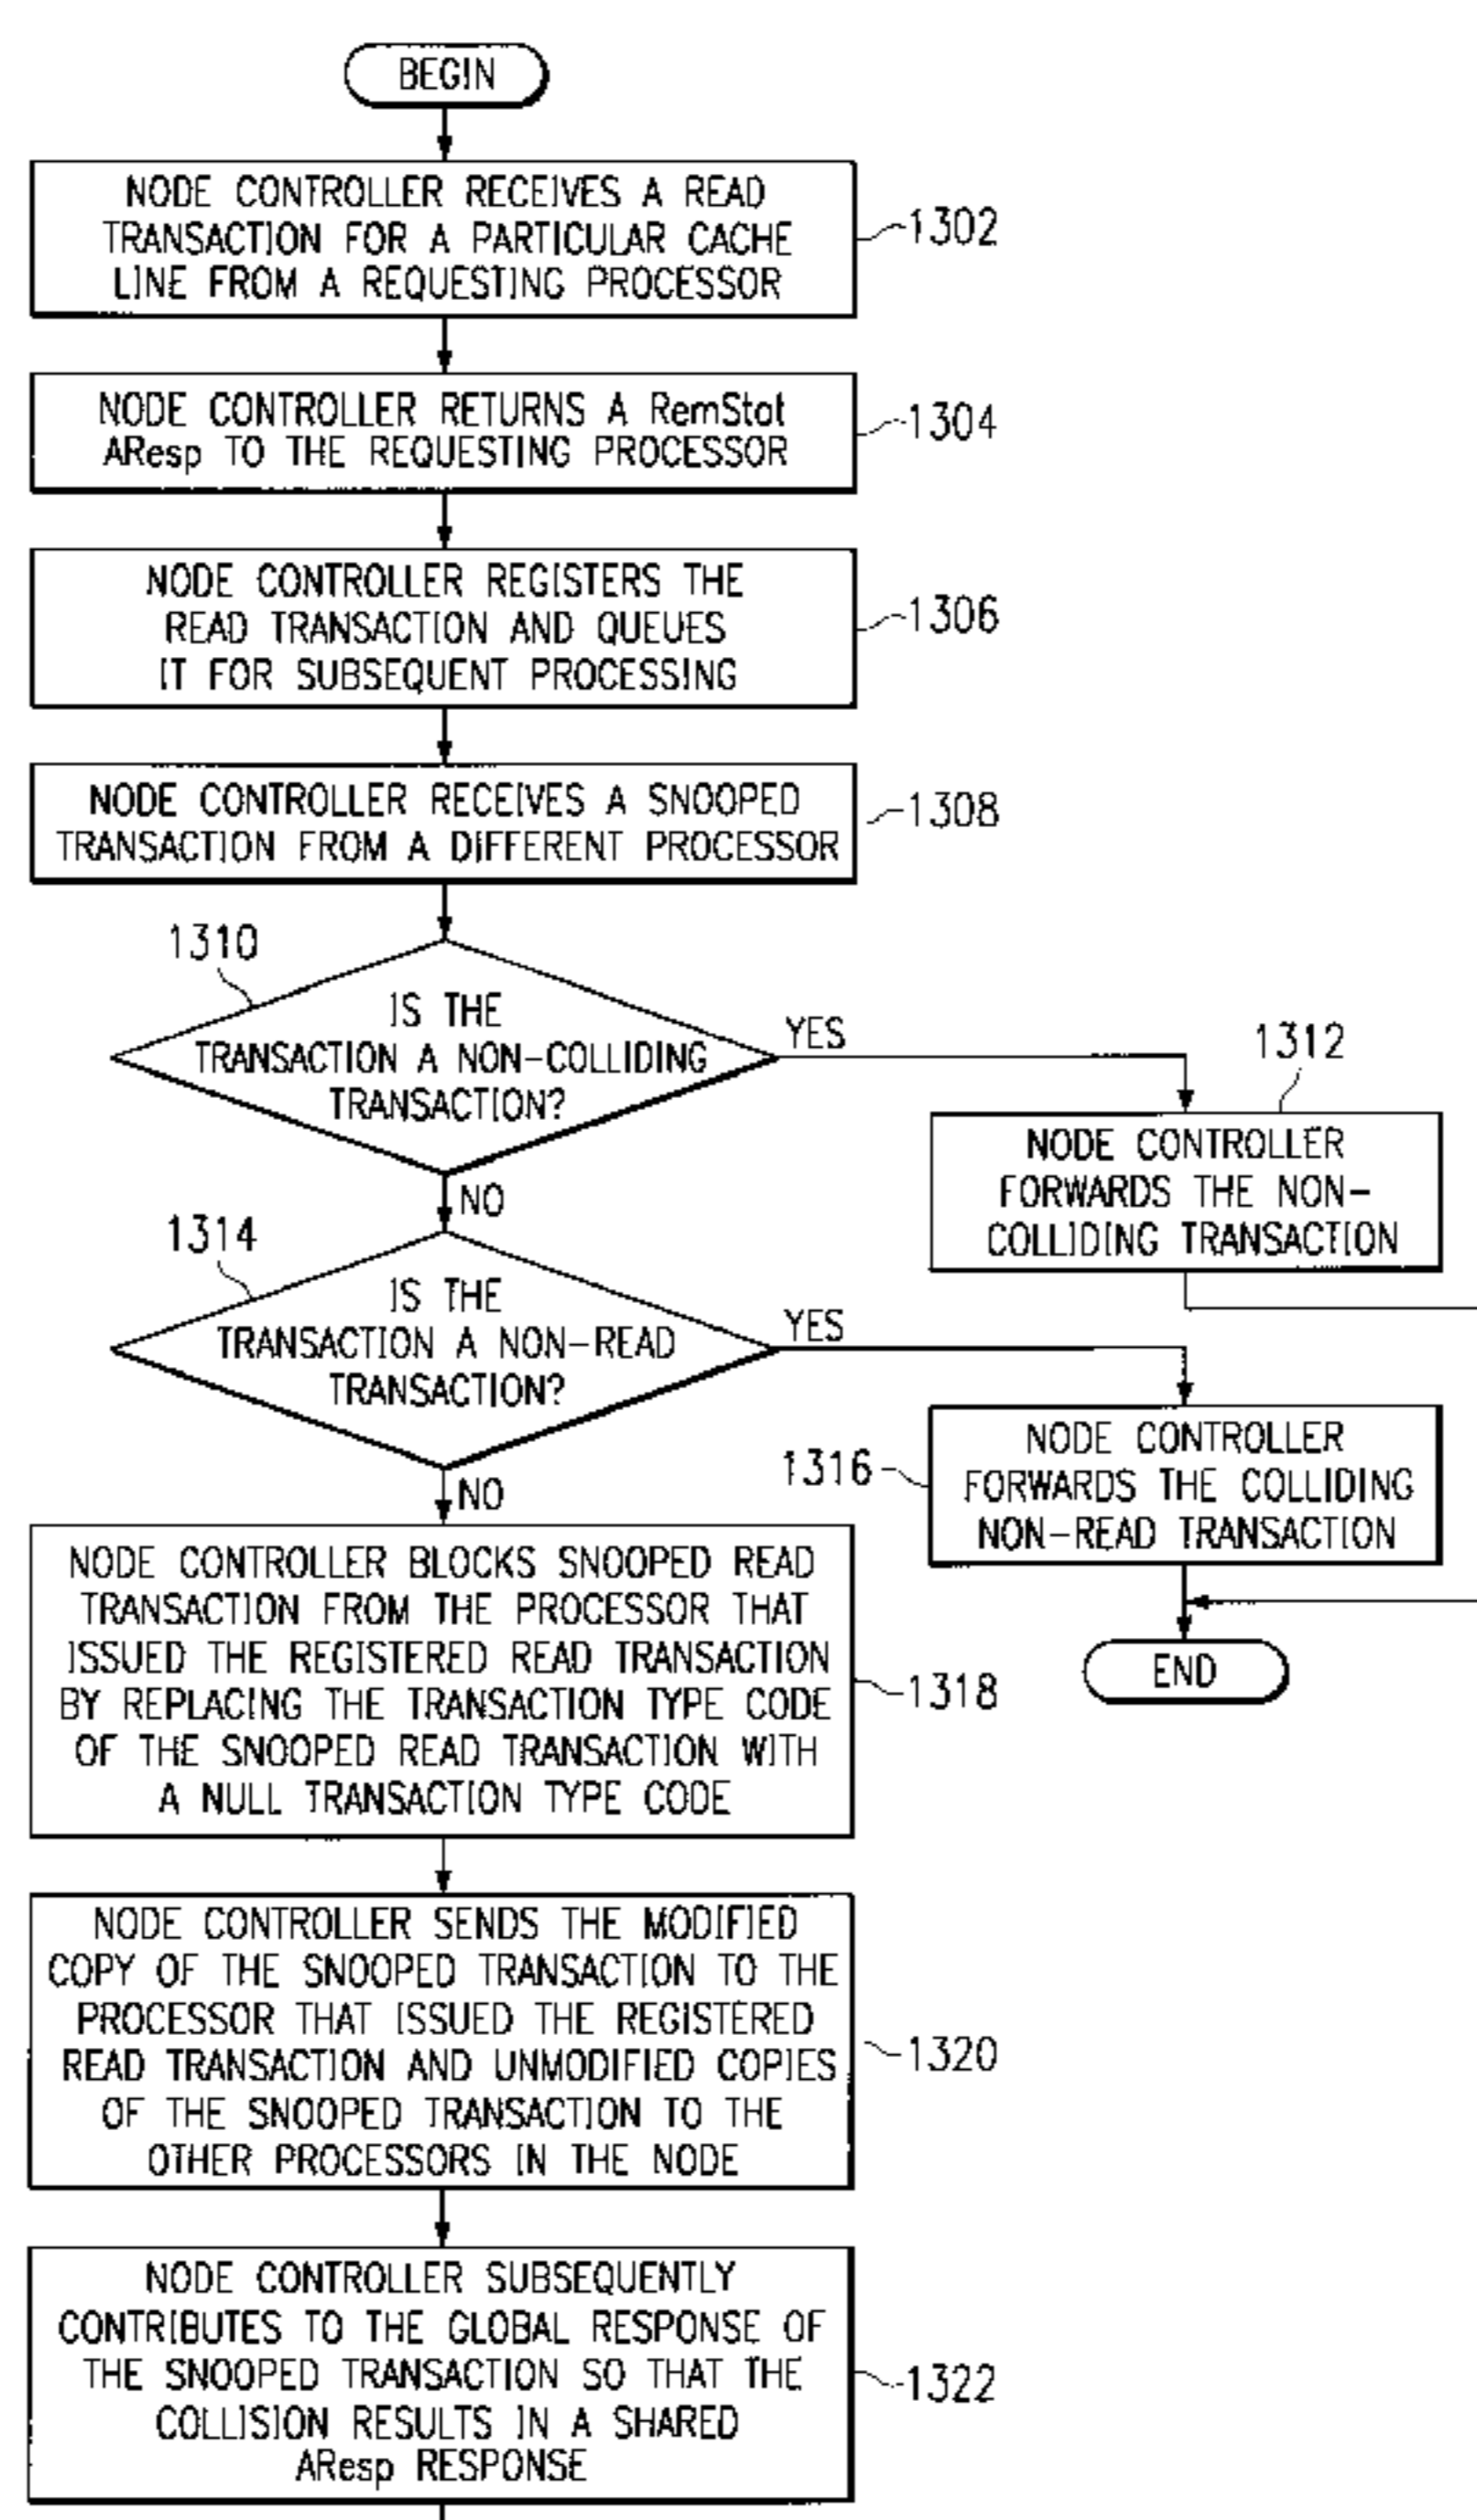 BEGIN
NODE CONTROLLER RECEIVES A READ
TRANSACTION FOR A PARTICULAR CACHE
LINE FROM A REQUESTING PROCESSOR
1302
NODE CONTROLLER RETURNS A RemStat
AResp TO THE REQUESTING PROCESSOR
1304
NODE CONTROLLER REGISTERS THE
READ TRANSACTION AND QUEUES
IT FOR SUBSEQUENT PROCESSING
1306
NODE CONTROLLER RECEIVES A SNOOPED
TRANSACTION FROM A DIFFERENT PROCESSOR
1308
1310
IS THE
TRANSACTION A NON-COLLIDING
TRANSACTION?
YES
NO
1312
NODE CONTROLLER
FORWARDS THE NON-
COLLIDING TRANSACTION
1314
IS THE
TRANSACTION A NON-READ
TRANSACTION?
YES
NO
1316
NODE CONTROLLER
FORWARDS THE COLLIDING
NON-READ TRANSACTION
END
NODE CONTROLLER BLOCKS SNOOPED READ
TRANSACTION FROM THE PROCESSOR THAT
ISSUED THE REGISTERED READ TRANSACTION
BY REPLACING THE TRANSACTION TYPE CODE
OF THE SNOOPED READ TRANSACTION WITH
A NULL TRANSACTION TYPE CODE
1318
NODE CONTROLLER SENDS THE MODIFIED
COPY OF THE SNOOPED TRANSACTION TO THE
PROCESSOR THAT ISSUED THE REGISTERED
READ TRANSACTION AND UNMODIFIED COPIES
OF THE SNOOPED TRANSACTION TO THE
OTHER PROCESSORS IN THE NODE
1320
NODE CONTROLLER SUBSEQUENTLY
CONTRIBUTES TO THE GLOBAL RESPONSE OF
THE SNOOPED TRANSACTION SO THAT THE
COLLISION RESULTS IN A SHARED
AResp RESPONSE
1322